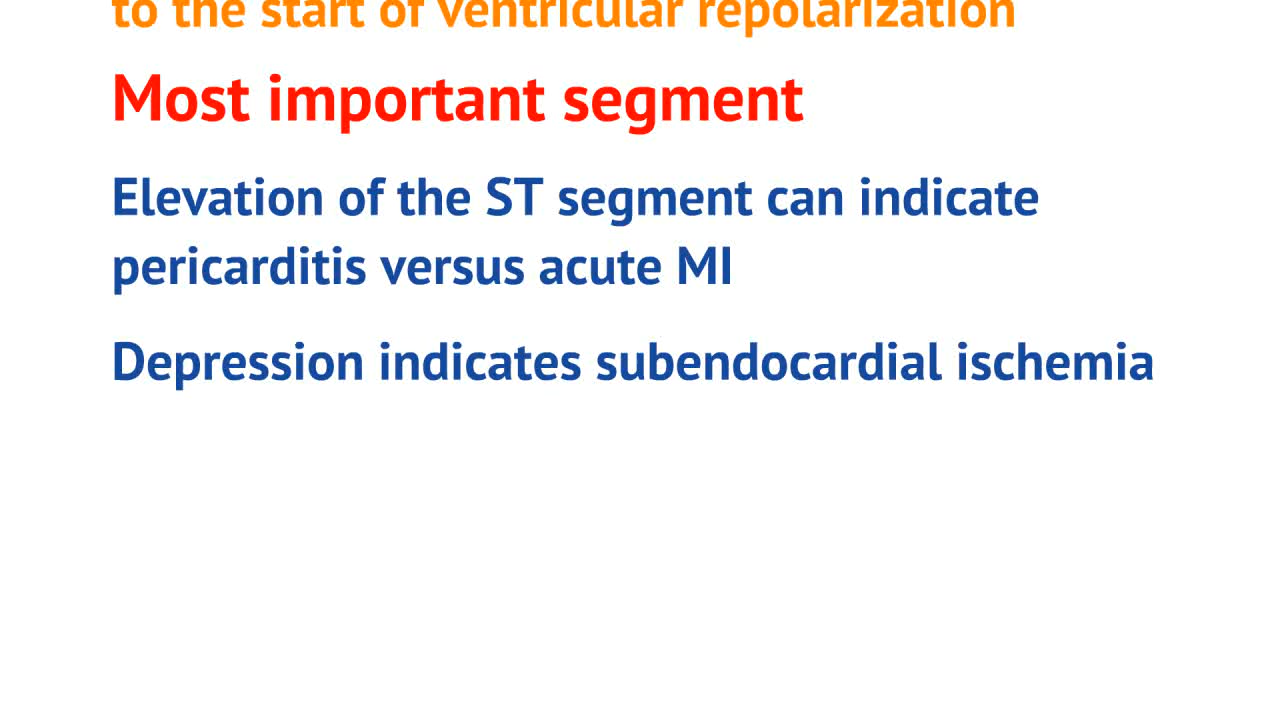 to the start of ventricular repolarization
Most important segment
Elevation of the ST segment can indicate
pericarditis versus acute MI
Depression indicates subendocardial ischemia